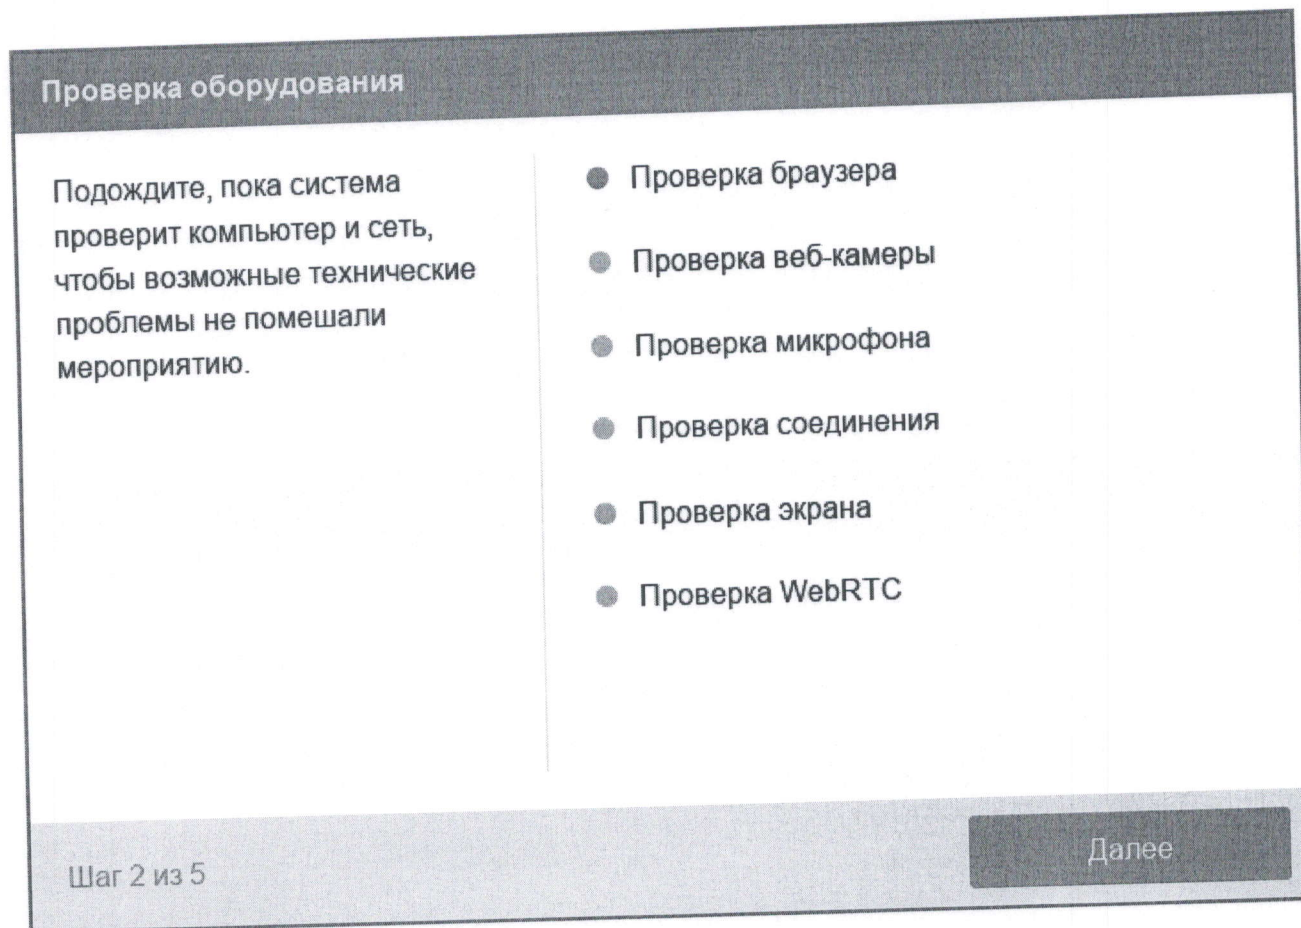 Проверка оборудования
Подождите, пока система
проверит компьютер и сеть,
чтобы возможные технические
проблемы не помешали
мероприятию.
Проверка браузера
Проверка веб-камеры
Проверка микрофона
Проверка соединения
Проверка экрана
Проверка WebRTC
Шаг 2 из 5
Далее